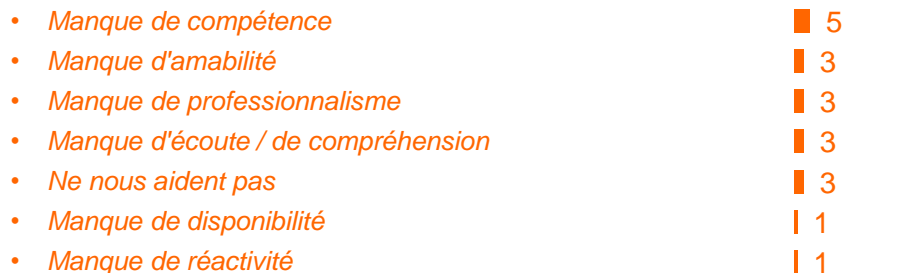 • Manque de compétence 5
• Manque d'amabilité 3
• Manque de professionnalisme 3
• Manque d'écoute / de compréhension 3
• Ne nous aident pas 3
• Manque de disponibilité 1
• Manque de réactivité 1